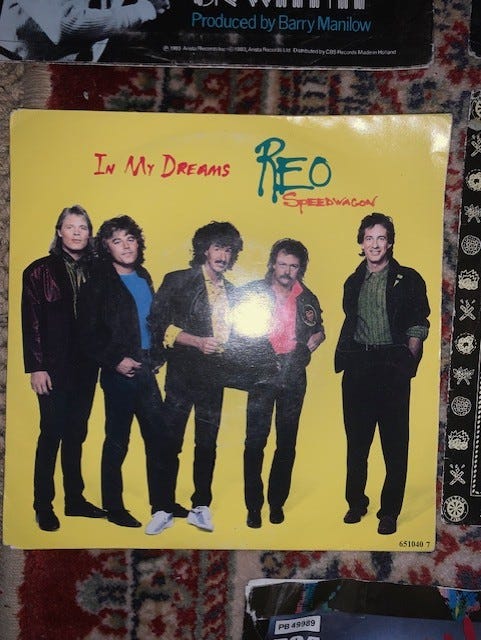 Produced by Barry Manilow
℗ 1983 Arista Records Inc © 1983, Arista Records Ltd Distributed by CBS Records Made in Holland
IN MY DREAMS
REO
SPEEDWAGON
651040 7
PB 49989